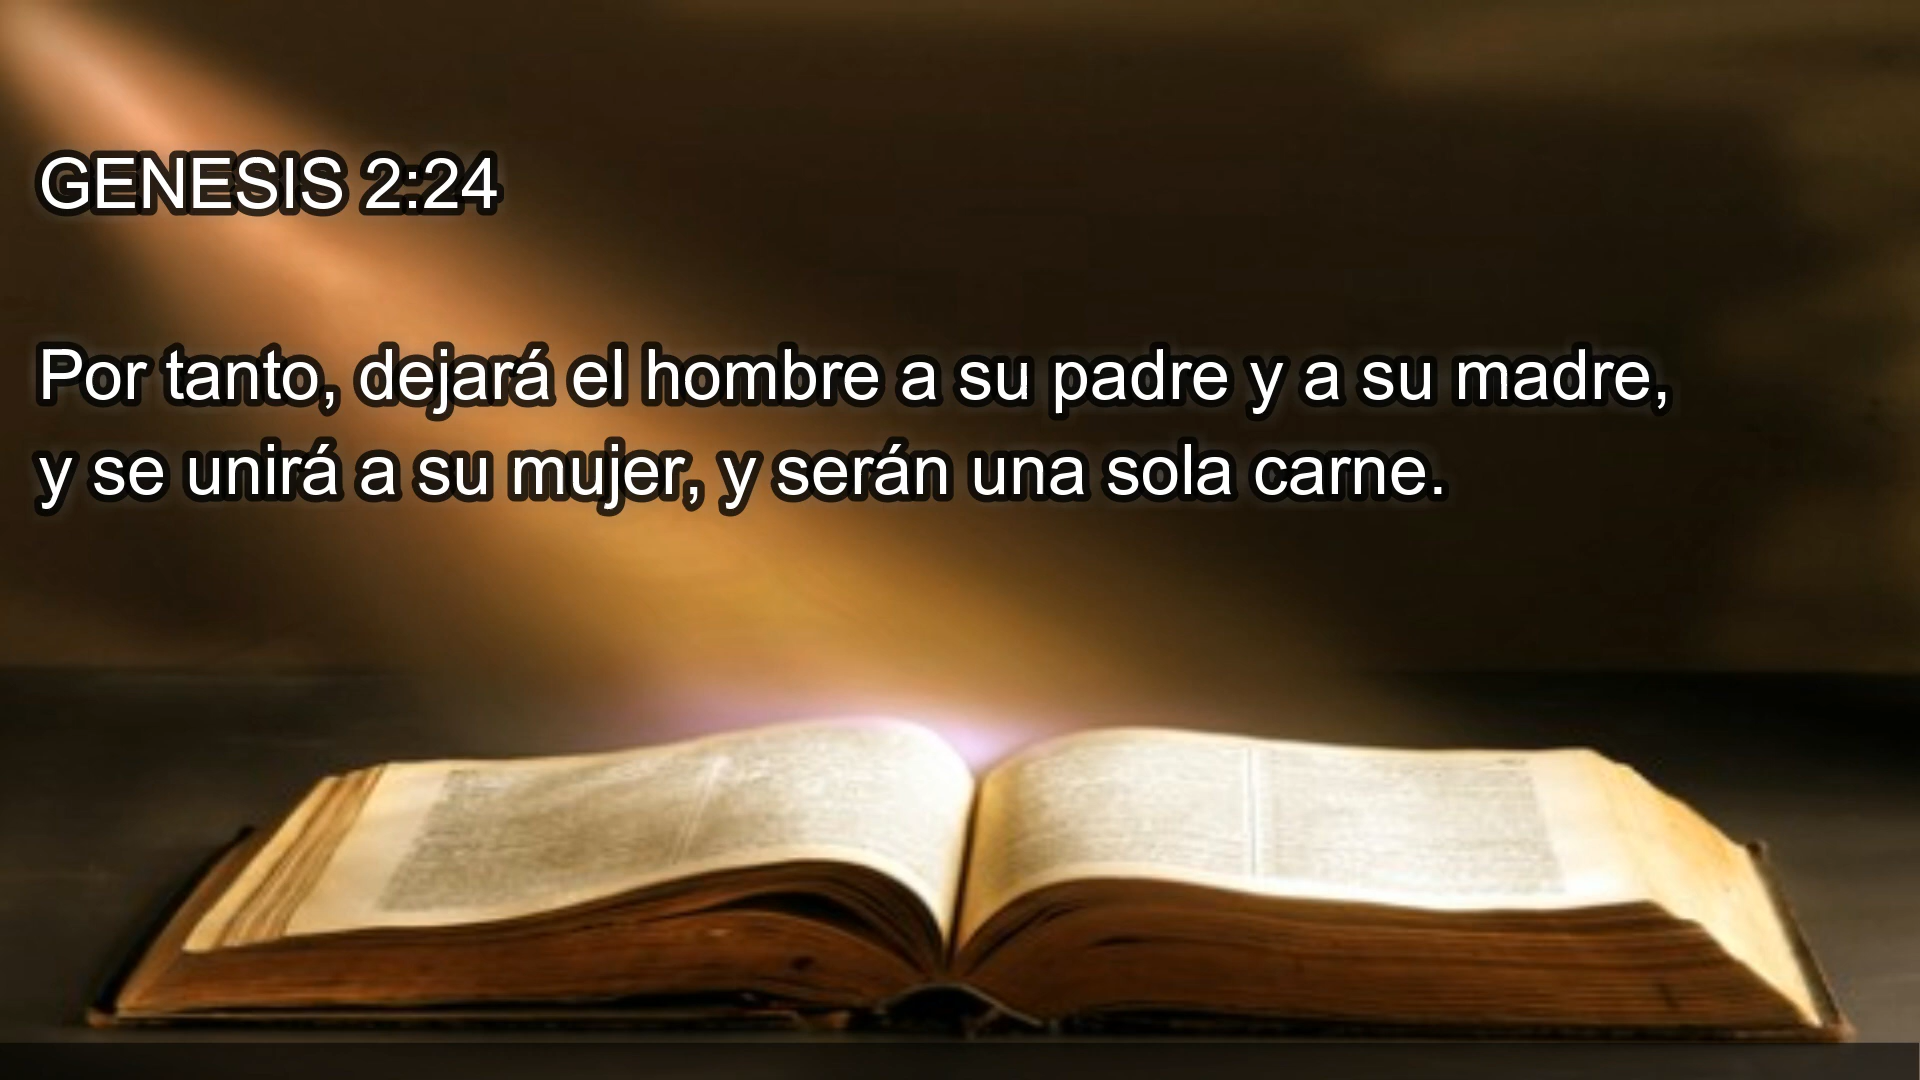 GENESIS 2:24
Por tanto, dejará el hombre a su padre y a su madre,
y se unirá a su mujer, y serán una sola carne.